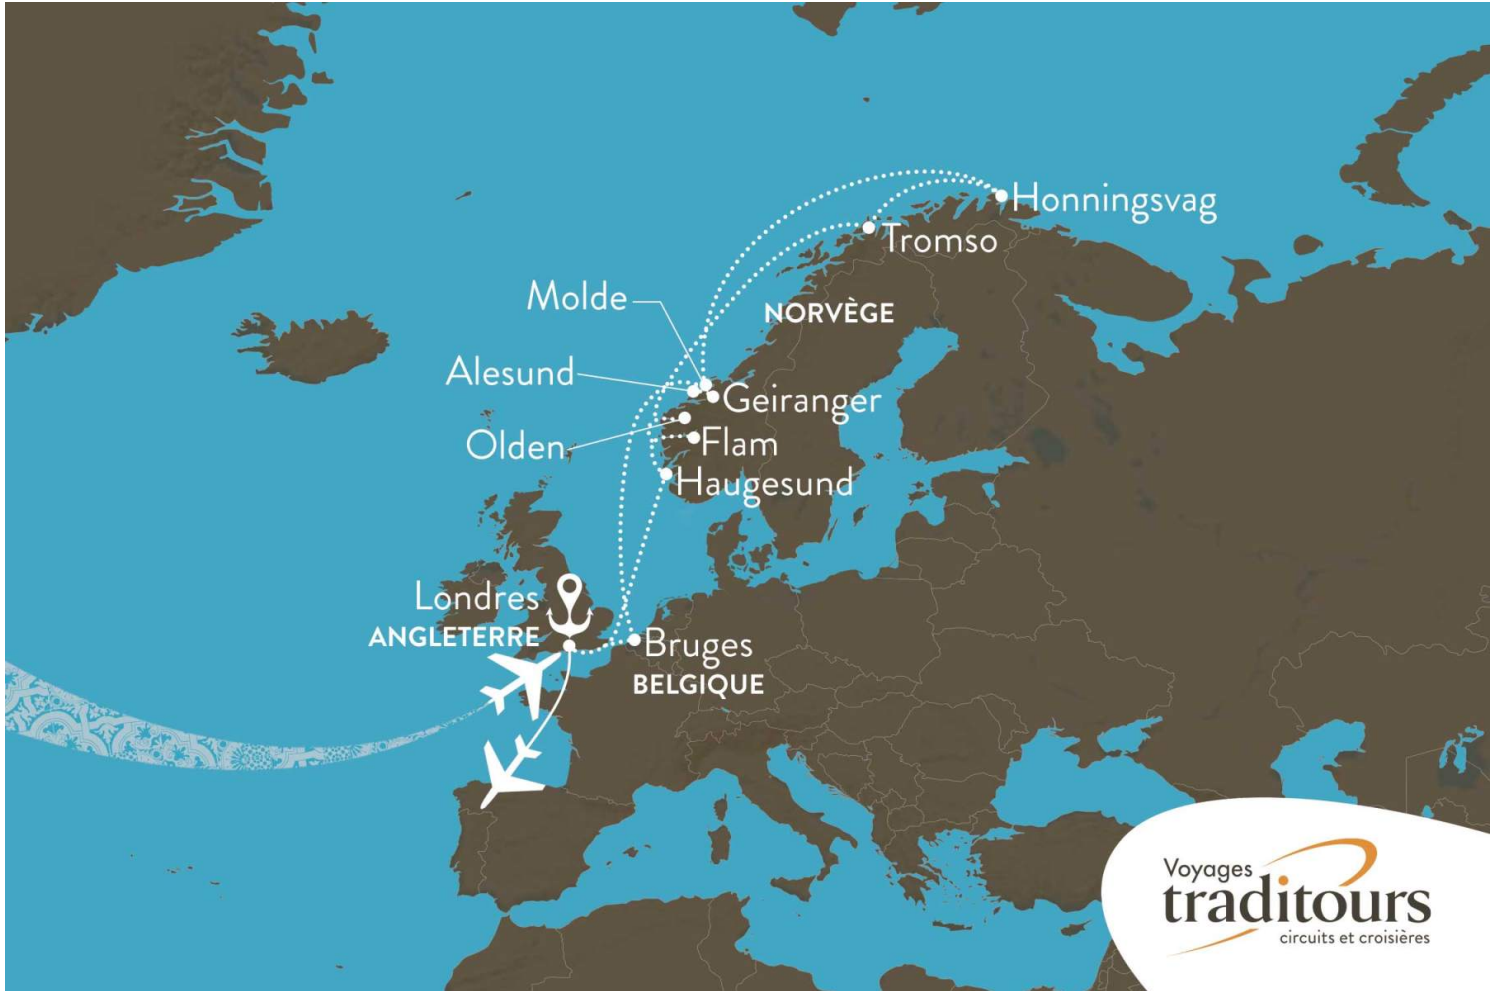 Honningsvag
Tromso
Molde
NORVÈGE
Alesund
Geiranger
Olden
Flam
Haugesund
Londres
ANGLETERRE
Bruges
BELGIQUE
Voyages
traditours
circuits et croisières